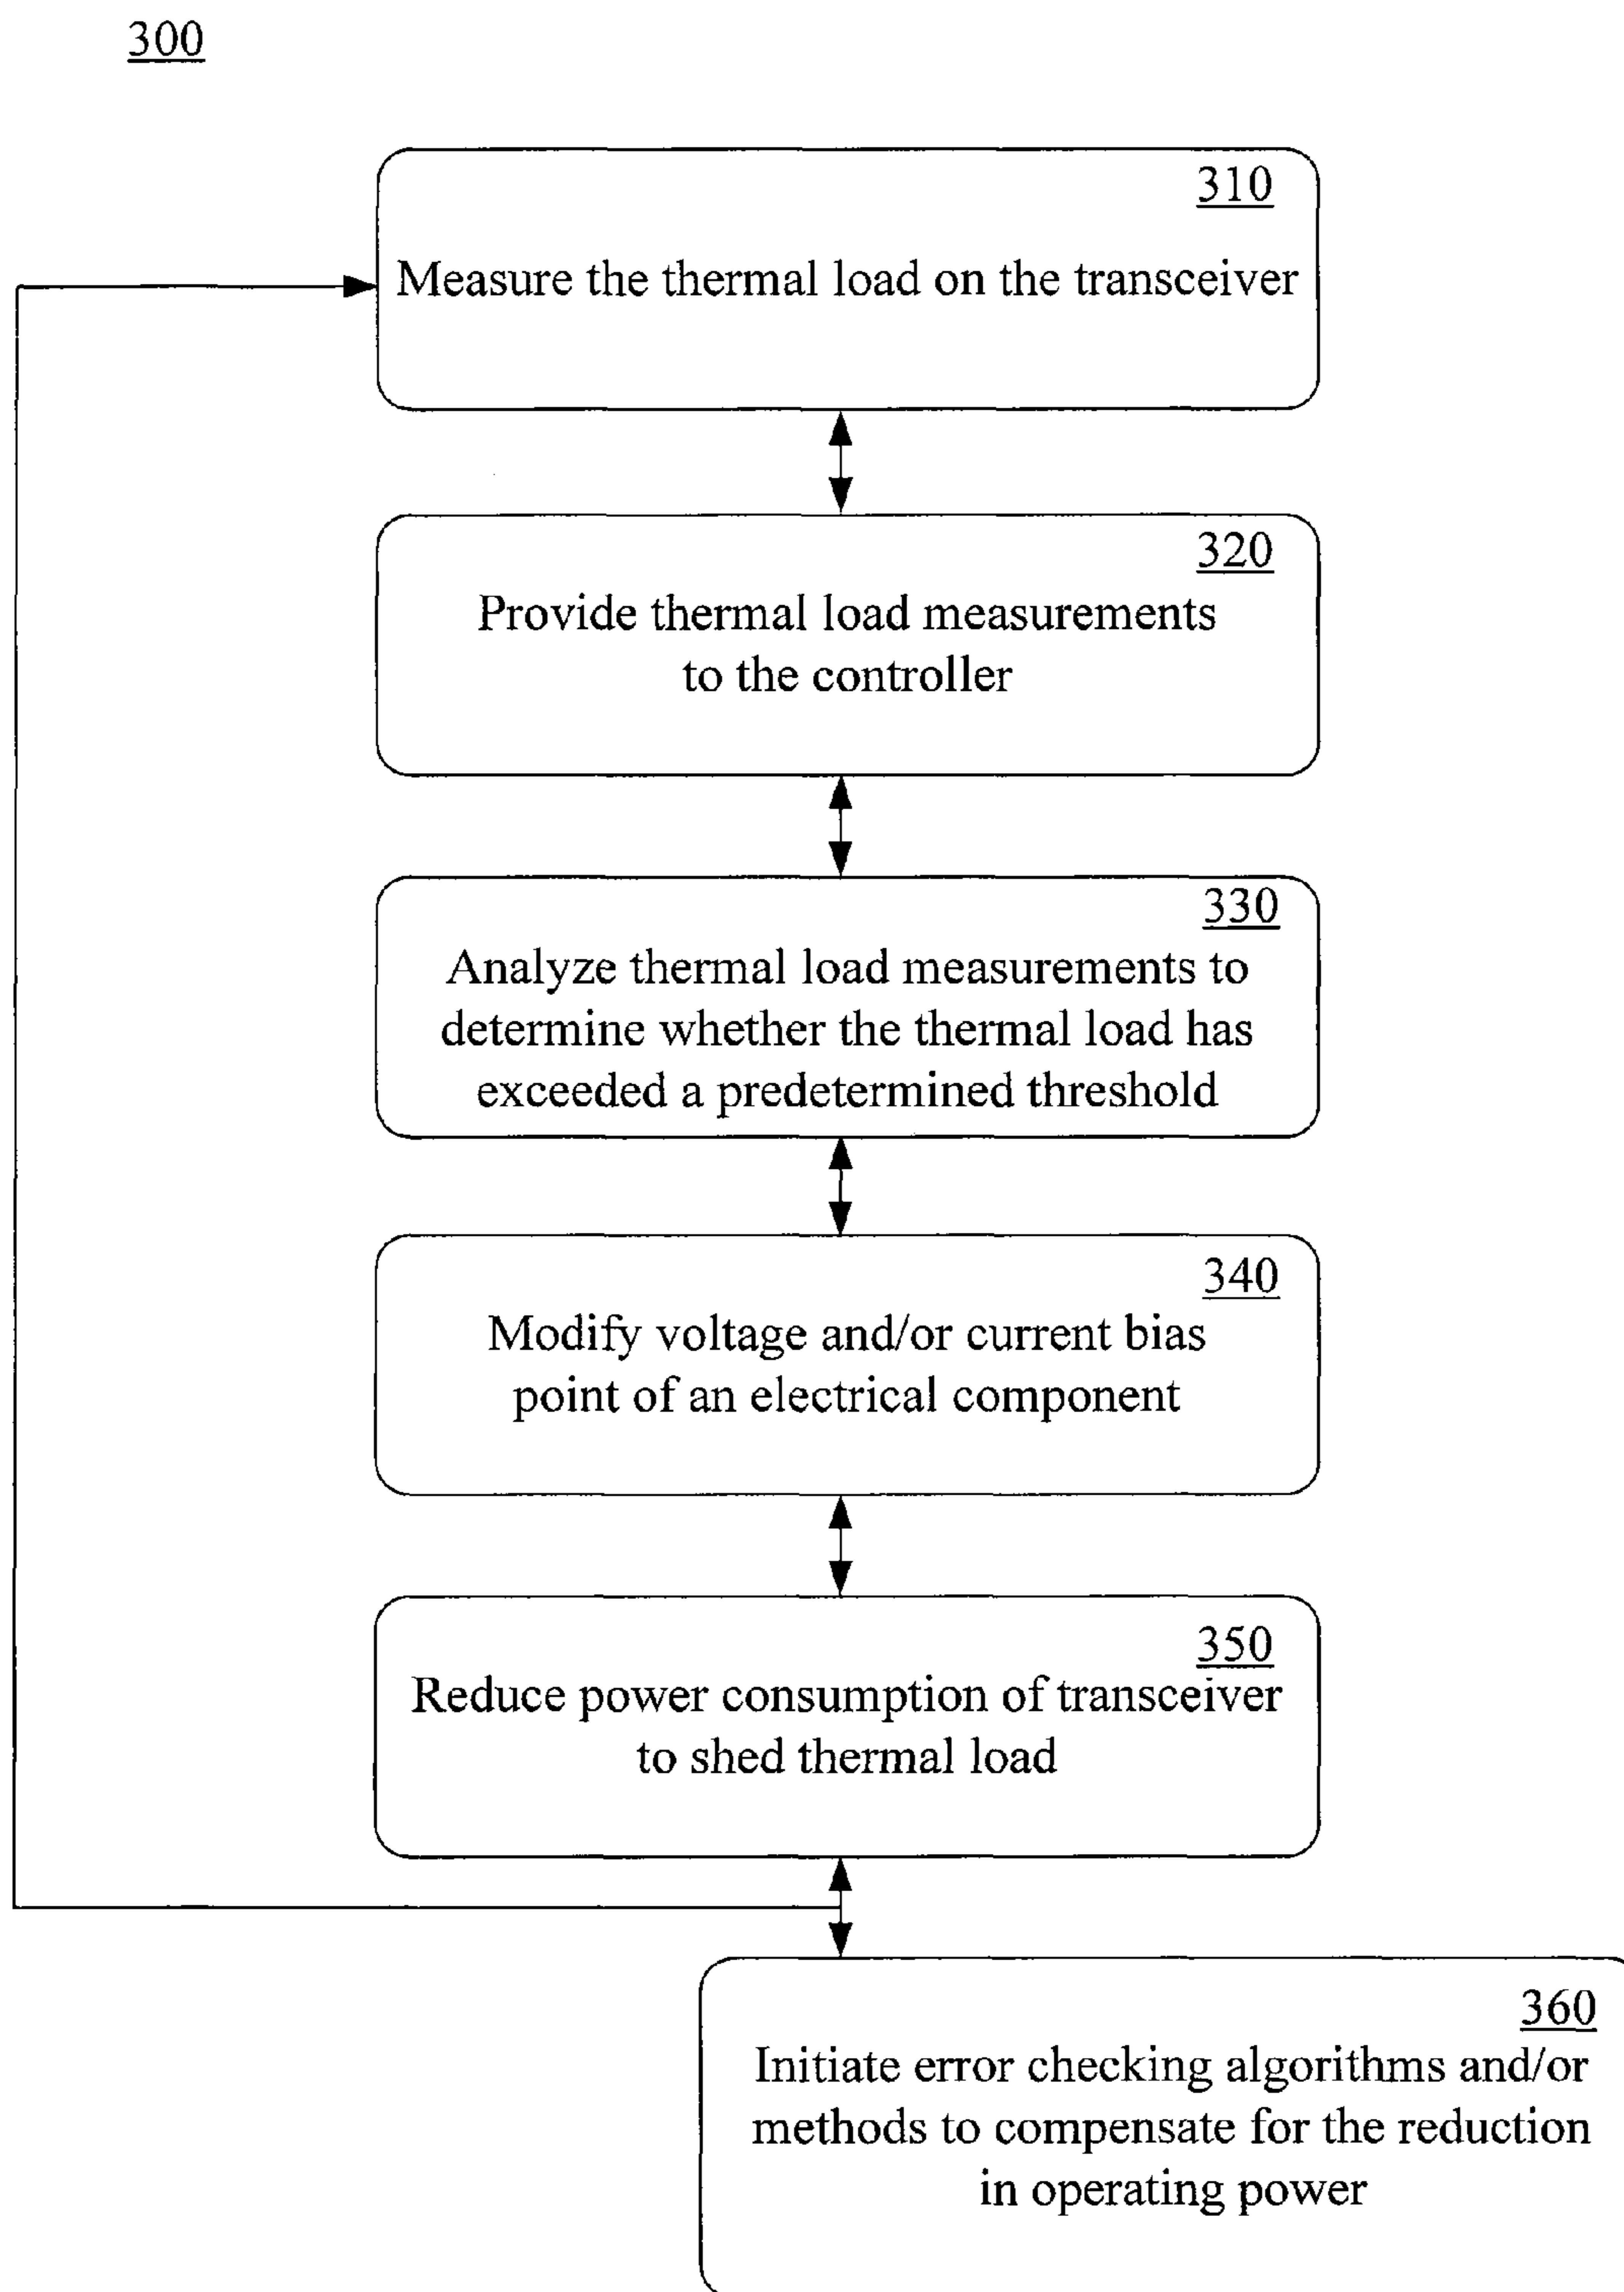 300
310
Measure the thermal load on the transceiver
320
Provide thermal load measurements
to the controller
330
Analyze thermal load measurements to
determine whether the thermal load has
exceeded a predetermined threshold
340
Modify voltage and/or current bias
point of an electrical component
350
Reduce power consumption of transceiver
to shed thermal load
360
Initiate error checking algorithms and/or
methods to compensate for the reduction
in operating power